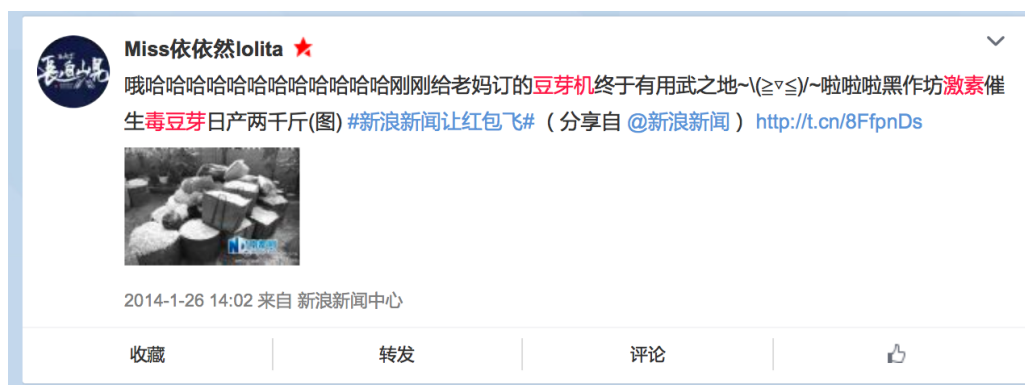 Miss依依然lolita
哦哈哈哈哈哈哈哈哈哈哈哈哈刚刚给老妈订的豆芽机终于有用武之地~\(≧▽≦)/~啦啦啦黑作坊激素催
生毒豆芽日产两千斤(图) #新浪新闻让红包飞# ( 分享自 @新浪新闻 ) http://t.cn/8FfpnDs
2014-1-26 14:02 来自 新浪新闻中心
收藏 转发 评论